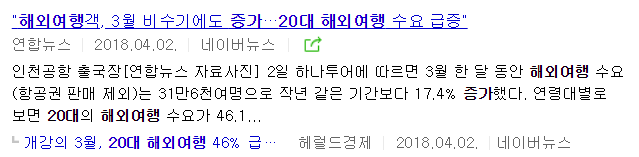 "해외여행객, 3월 비수기에도 증가…20대 해외여행 수요 급증"
연합뉴스 | 2018.04.02. | 네이버뉴스 |
인천공항 출국장[연합뉴스 자료사진] 2일 하나투어에 따르면 3월 한 달 동안 해외여행 수요
(항공권 판매 제외)는 31만6천여명으로 작년 같은 기간보다 17.4% 증가했다. 연령대별로
보면 20대의 해외여행 수요가 46.1...
개강의 3월, 20대 해외여행 46% 급… 헤럴드경제 | 2018.04.02. | 네이버뉴스